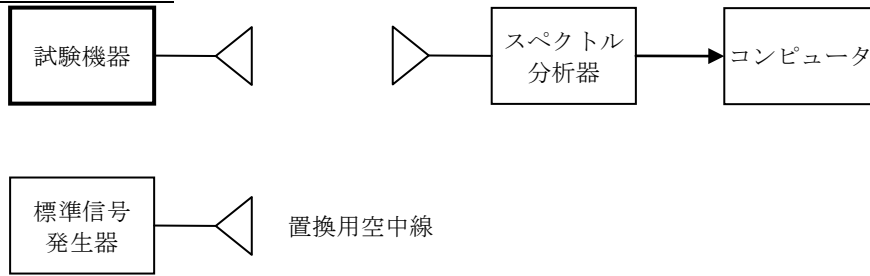 試験機器
スペクトル
分析器
コンピュータ
標準信号
発生器
置換用空中線